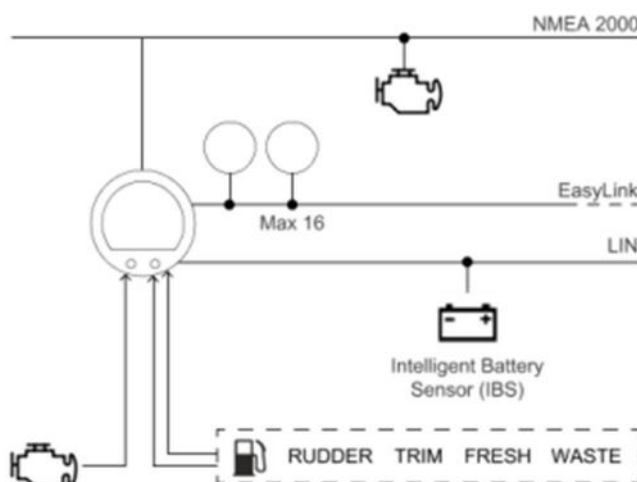 NMEA 2000
EasyLink
Max 16
LIN
- +
Intelligent Battery
Sensor (IBS)
RUDDER TRIM FRESH WASTE